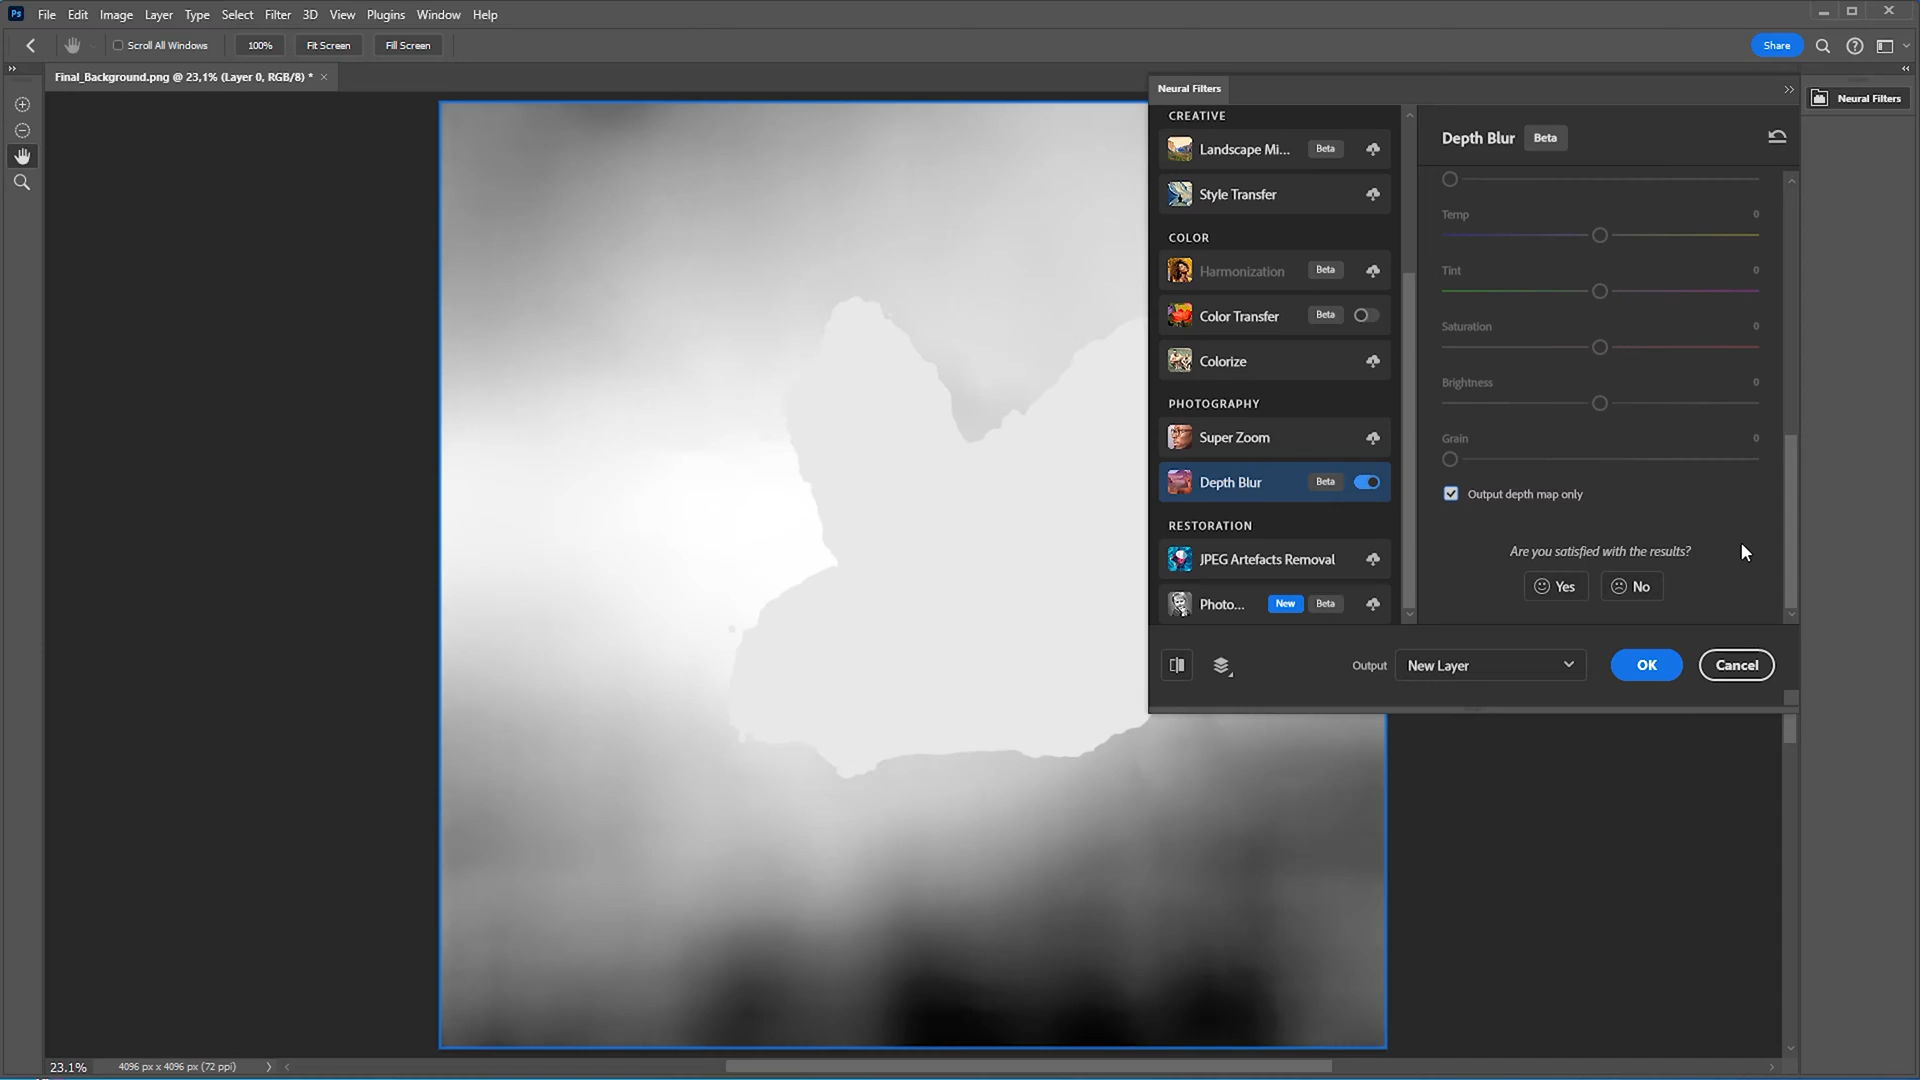 Ps File Edit Image Layer Type Select Filter 3D View Plugins Window Help
Scroll All Windows 100% Fit Screen Fill Screen Share
Final_Background.png @ 23,1% (Layer 0, RGB/8) *
Neural Filters
Neural Filters
CREATIVE
Landscape Mi... Beta
Style Transfer
COLOR
Harmonization Beta
Color Transfer Beta
Colorize
PHOTOGRAPHY
Super Zoom
Depth Blur Beta
RESTORATION
JPEG Artefacts Removal
Photo... New Beta
Depth Blur Beta
Temp 0
Tint 0
Saturation 0
Brightness 0
Grain 0
Output depth map only
Are you satisfied with the results?
Yes No
Output New Layer OK Cancel
23.1% 4096 px x 4096 px (72 ppi)